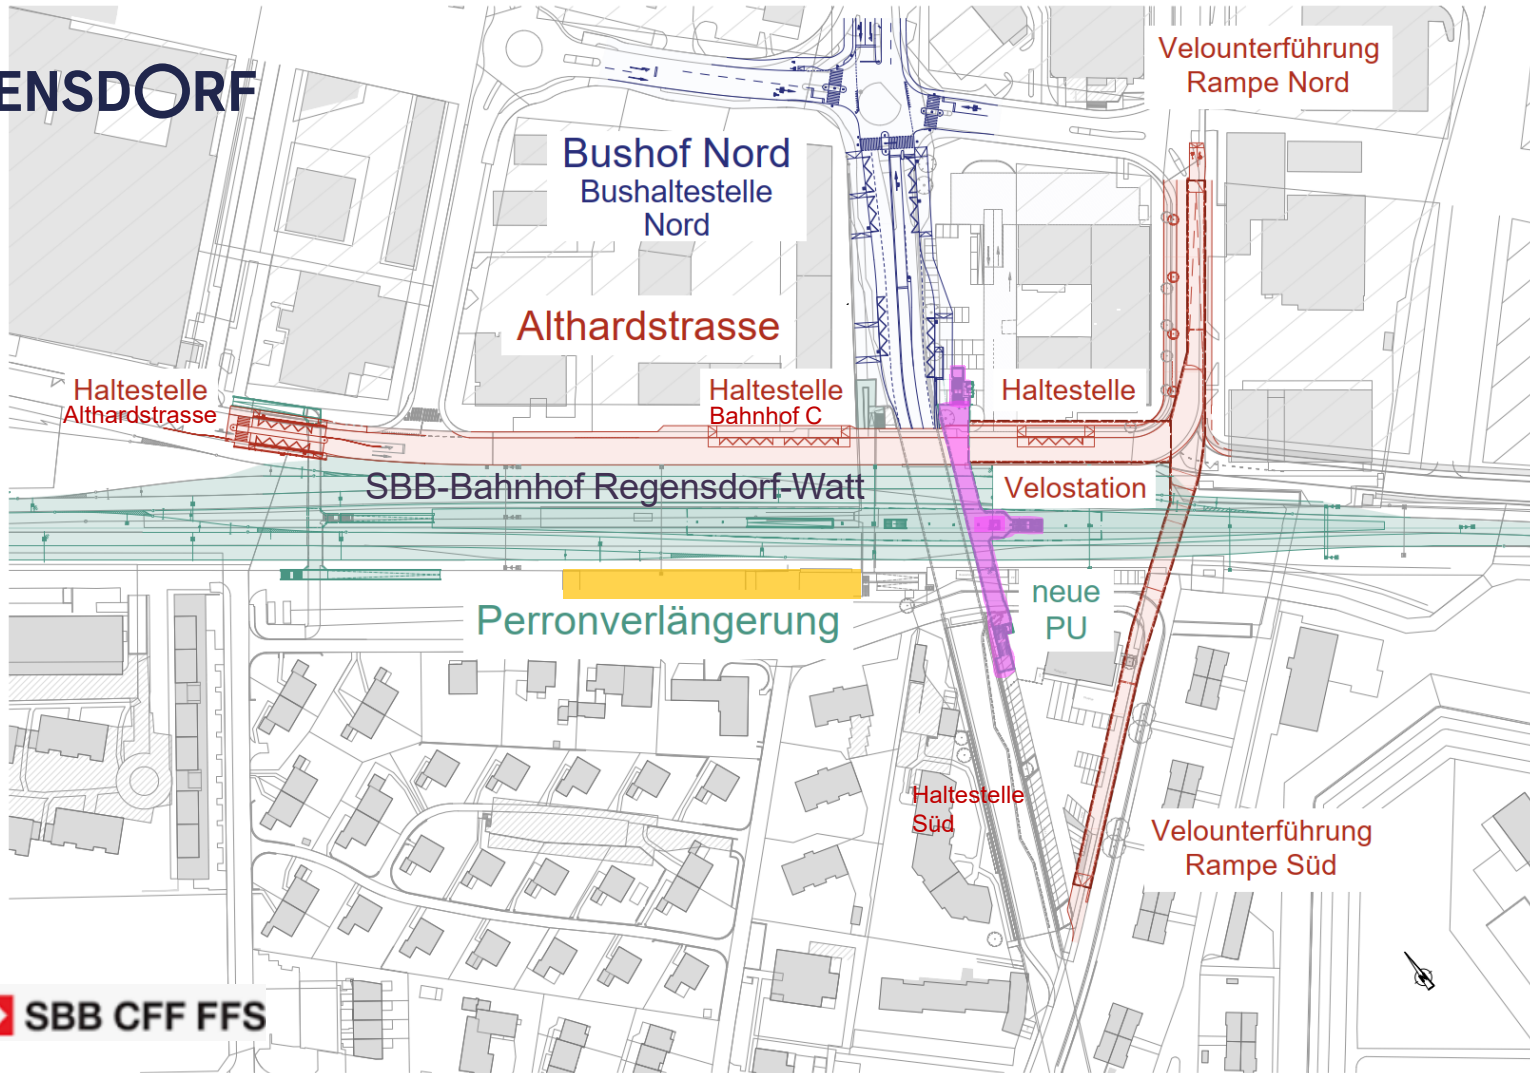 ENSDORF
Velounterführung
Rampe Nord
Bushof Nord
Bushaltestelle
Nord
Althardstrasse
Haltestelle
Althardstrasse
Haltestelle
Bahnhof C
Haltestelle
SBB-Bahnhof Regensdorf-Watt
Velostation
Perronverlängerung
neue
PU
Haltestelle
Süd
Velounterführung
Rampe Süd
SBB CFF FFS